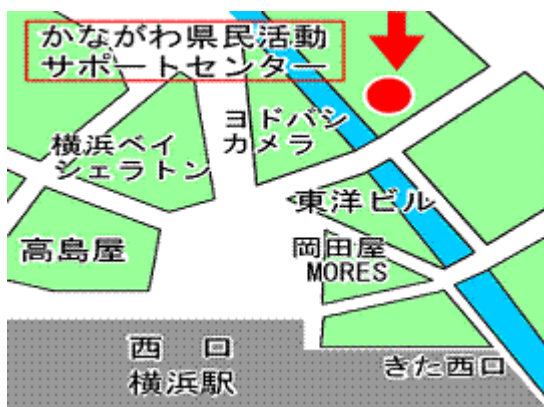 かながわ県民活動
サポートセンター
ヨドバシ
カメラ
横浜ベイ
シェラトン
東洋ビル
高島屋
岡田屋
MORES
西 口
横浜駅
きた西口